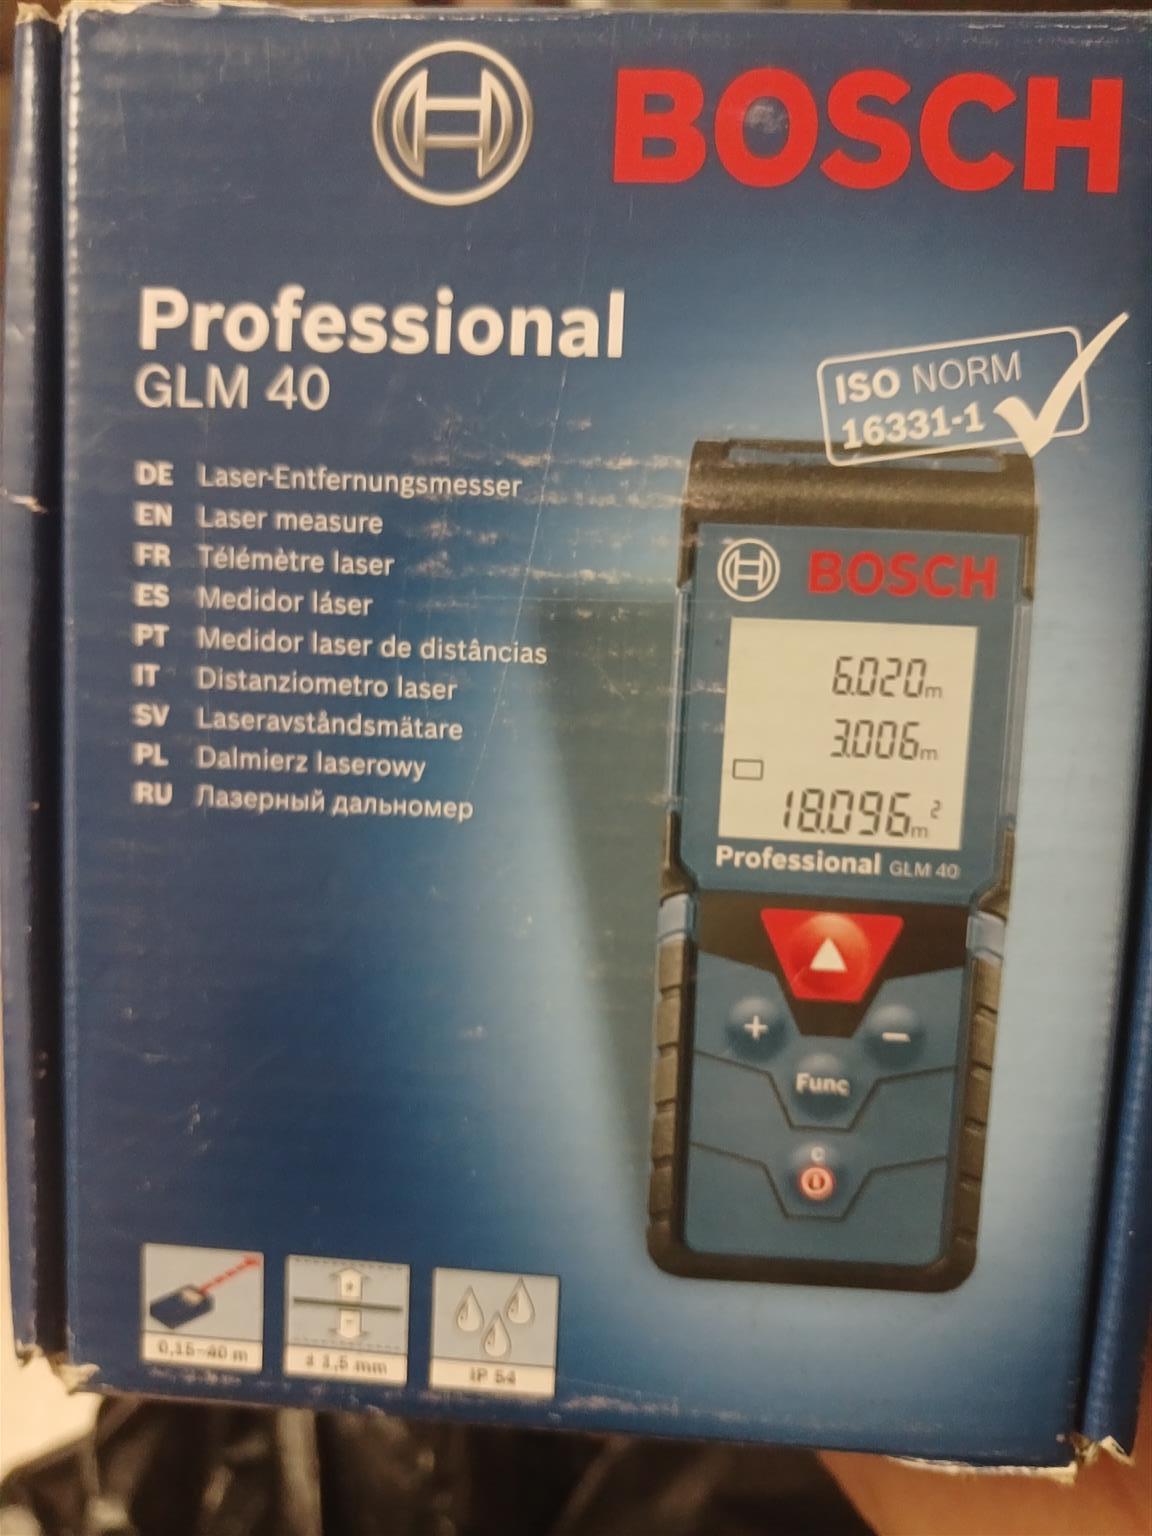 BOSCH
Professional
GLM 40
ISO NORM
16331-1
DE Laser-Entfernungsmesser
EN Laser measure
FR Télémètre laser
ES Medidor láser
PT Medidor laser de distâncias
IT Distanziometro laser
SV Laseravståndsmätare
PL Dalmierz laserowy
RU Лазерный дальномер
BOSCH
6.020m
3.006m
18.096m²
Professional GLM 40
+
−
Func
C
0,15-40 m
± 1,5 mm
IP 54